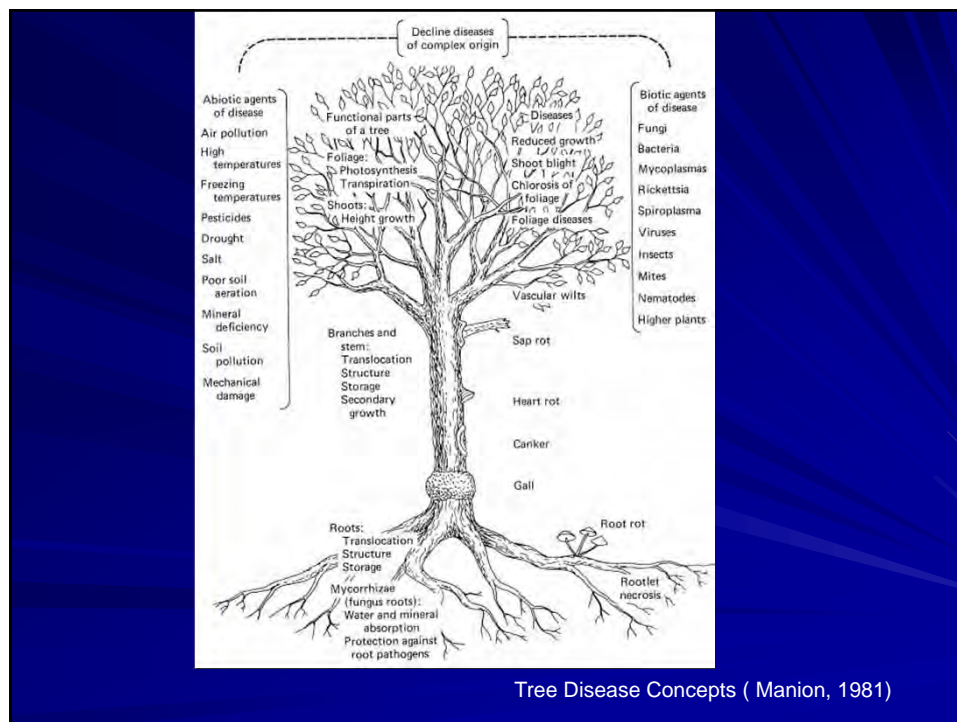 Decline diseases
of complex origin
Abiotic agents
of disease
Air pollution
High
temperatures
Freezing
temperatures
Pesticides
Drought
Salt
Poor soil
aeration
Mineral
deficiency
Soil
pollution
Mechanical
damage
Functional parts
of a tree
Foliage:
Photosynthesis
Transpiration
Shoots:
Height growth
Branches and
stem:
Translocation
Structure
Storage
Secondary
growth
Roots:
Translocation
Structure
Storage
Mycorrhizae
(fungus roots):
Water and mineral
absorption
Protection against
root pathogens
Diseases
Reduced growth
Shoot blight
Chlorosis of
foliage
Foliage diseases
Vascular wilts
Sap rot
Heart rot
Canker
Gall
Root rot
Rootlet
necrosis
Biotic agents
of disease
Fungi
Bacteria
Mycoplasmas
Rickettsia
Spiroplasma
Viruses
Insects
Mites
Nematodes
Higher plants
Tree Disease Concepts ( Manion, 1981)